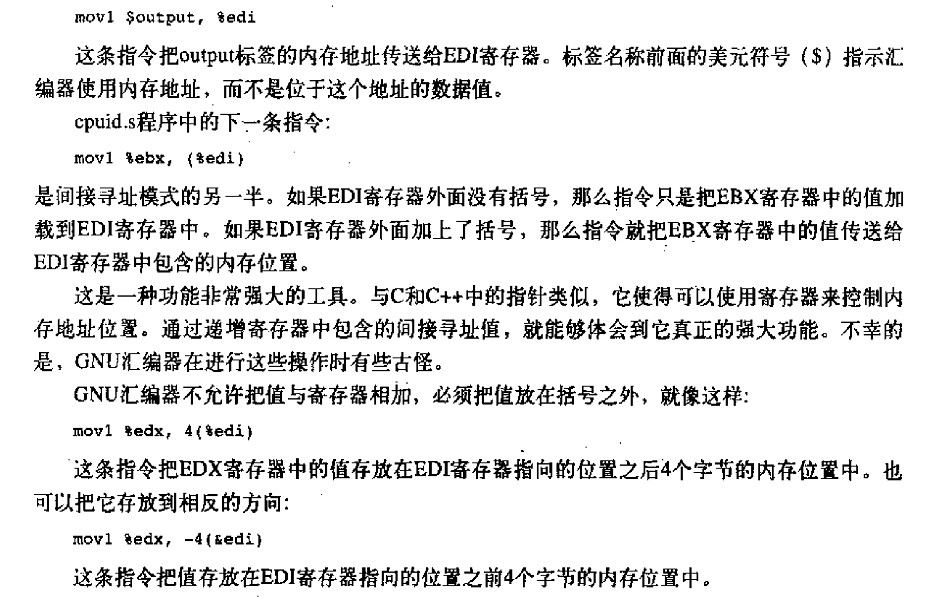 movl $output, %edi
这条指令把output标签的内存地址传送给EDI寄存器。标签名称前面的美元符号（$）指示汇
编器使用内存地址，而不是位于这个地址的数据值。
cpuid.s程序中的下一条指令：
movl %ebx, (%edi)
是间接寻址模式的另一半。如果EDI寄存器外面没有括号，那么指令只是把EBX寄存器中的值加
载到EDI寄存器中。如果EDI寄存器外面加上了括号，那么指令就把EBX寄存器中的值传送给
EDI寄存器中包含的内存位置。
这是一种功能非常强大的工具。与C和C++中的指针类似，它使得可以使用寄存器来控制内
存地址位置。通过递增寄存器中包含的间接寻址值，就能够体会到它真正的强大功能。不幸的
是，GNU汇编器在进行这些操作时有些古怪。
GNU汇编器不允许把值与寄存器相加，必须把值放在括号之外，就像这样：
movl %edx, 4(%edi)
这条指令把EDX寄存器中的值存放在EDI寄存器指向的位置之后4个字节的内存位置中。也
可以把它存放到相反的方向：
movl %edx, -4(&edi)
这条指令把值存放在EDI寄存器指向的位置之前4个字节的内存位置中。